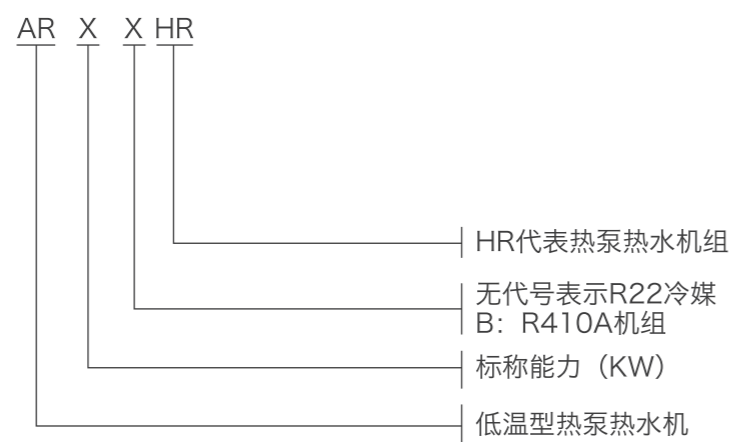 AR X X HR
HR代表热泵热水机组
无代号表示R22冷媒
B：R410A机组
标称能力（KW）
低温型热泵热水机